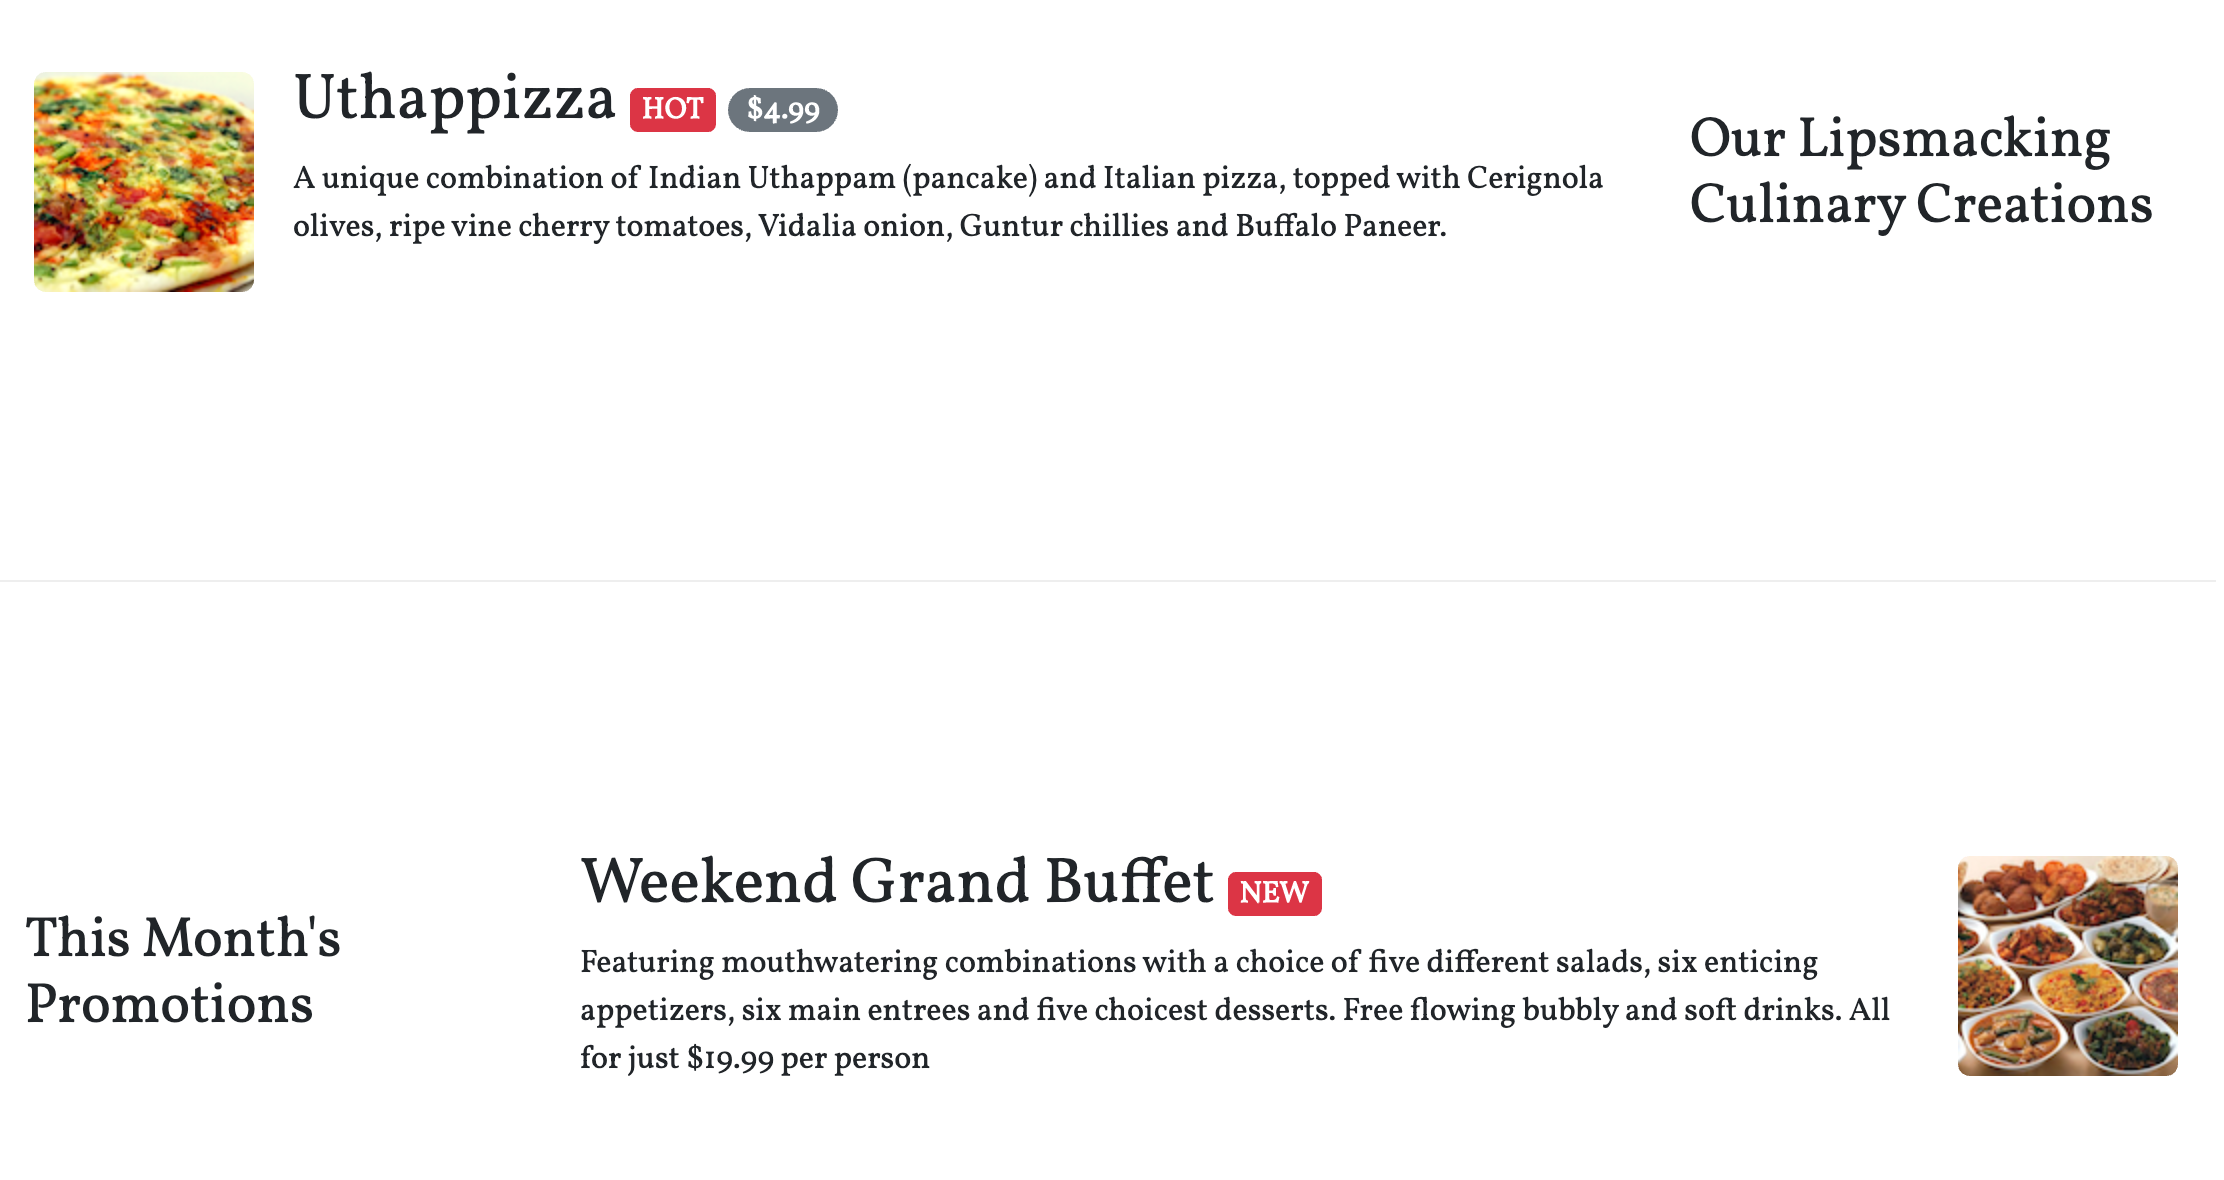 Uthappizza HOT $4.99
A unique combination of Indian Uthappam (pancake) and Italian pizza, topped with Cerignola
olives, ripe vine cherry tomatoes, Vidalia onion, Guntur chillies and Buffalo Paneer.
Our Lipsmacking
Culinary Creations
This Month's
Promotions
Weekend Grand Buffet NEW
Featuring mouthwatering combinations with a choice of five different salads, six enticing
appetizers, six main entrees and five choicest desserts. Free flowing bubbly and soft drinks. All
for just $19.99 per person